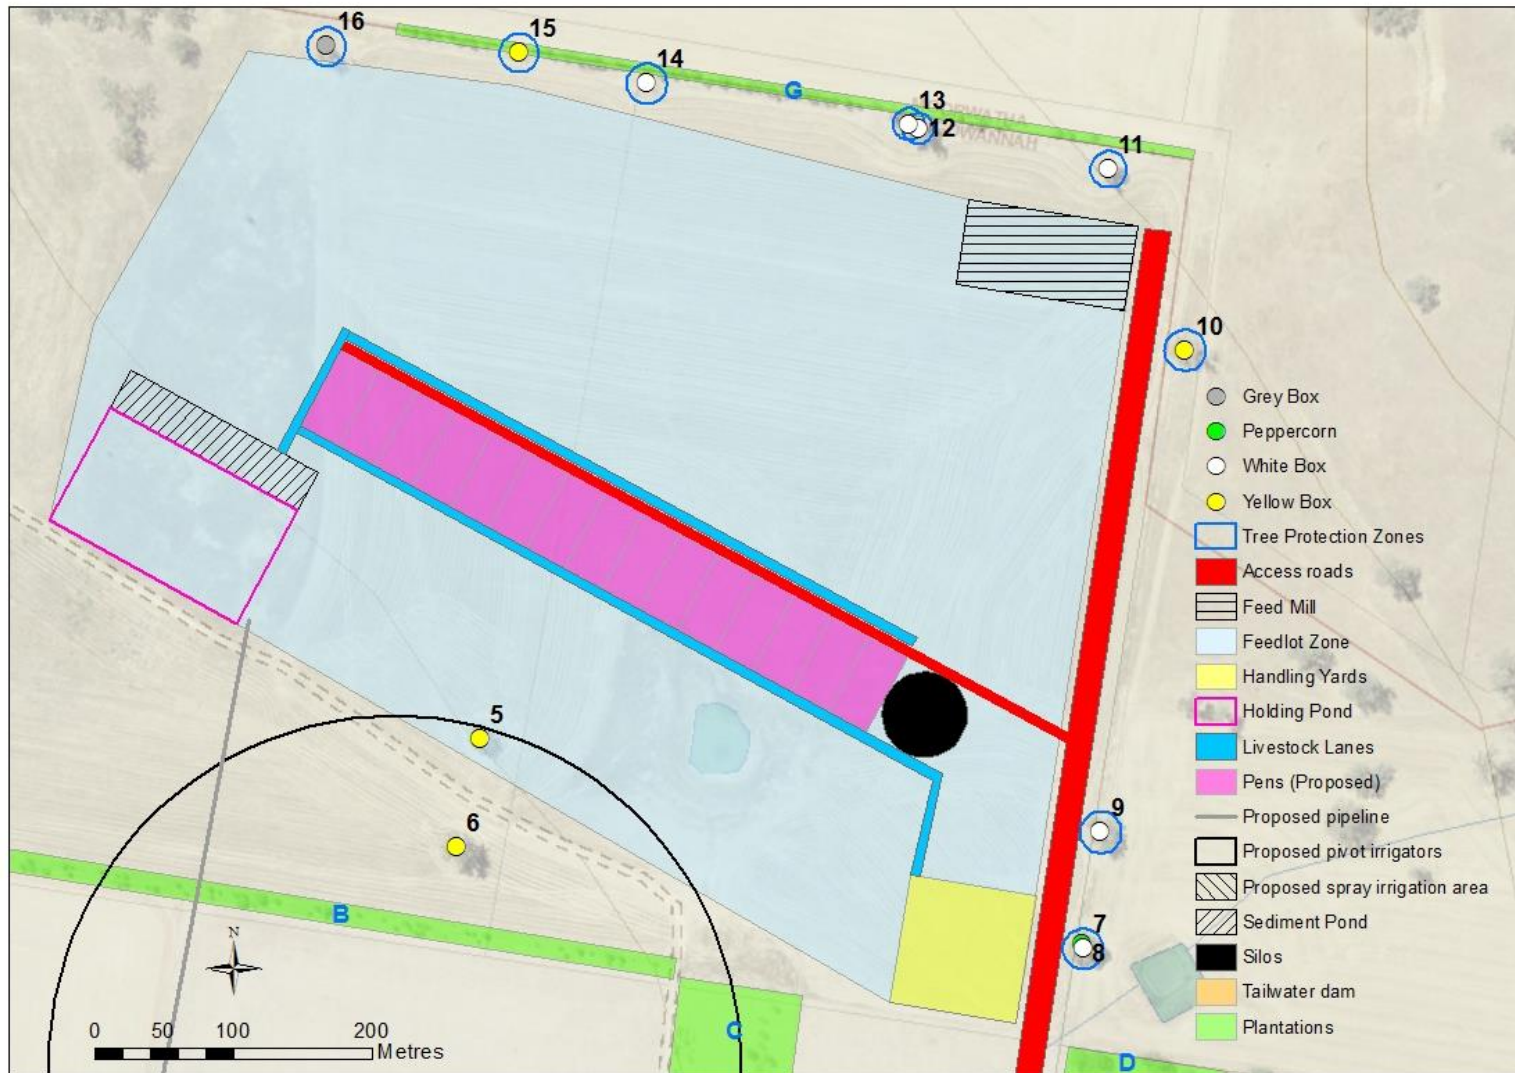 16
15
14
G
13
12
11
10
Grey Box
Peppercorn
White Box
Yellow Box
Tree Protection Zones
Access roads
Feed Mill
Feedlot Zone
Handling Yards
Holding Pond
Livestock Lanes
Pens (Proposed)
Proposed pipeline
Proposed pivot irrigators
Proposed spray irrigation area
Sediment Pond
Silos
Tailwater dam
Plantations
5
6
9
7
8
B
N
C
D
0 50 100 200
Metres